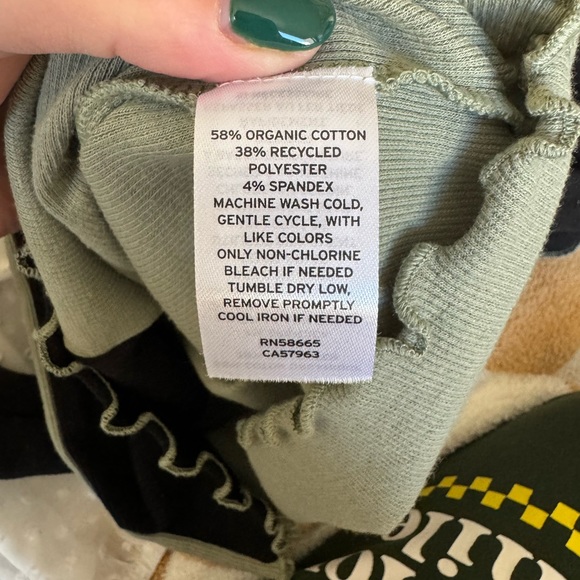 58% ORGANIC COTTON
38% RECYCLED
POLYESTER
4% SPANDEX
MACHINE WASH COLD,
GENTLE CYCLE, WITH
LIKE COLORS
ONLY NON-CHLORINE
BLEACH IF NEEDED
TUMBLE DRY LOW,
REMOVE PROMPTLY
COOL IRON IF NEEDED
RN58665
CA57963